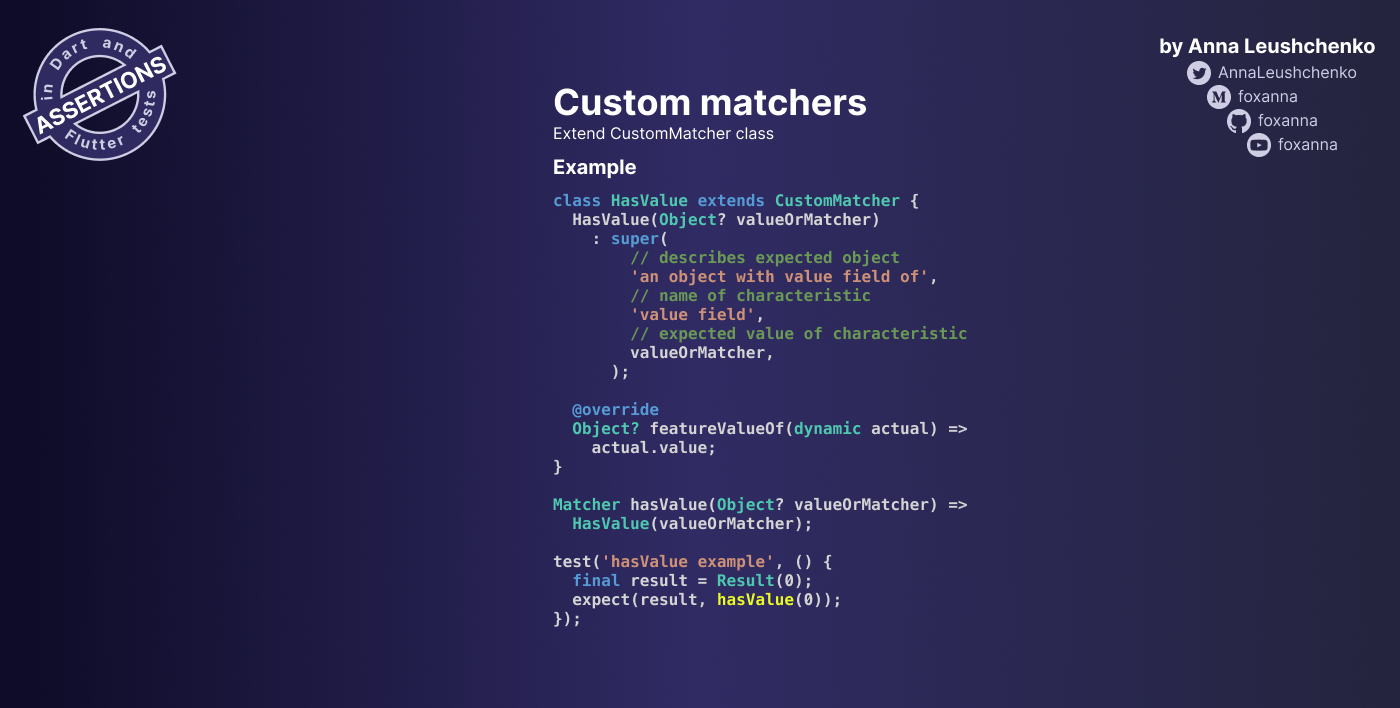 in Dart and
ASSERTIONS
Flutter tests
by Anna Leushchenko
AnnaLeushchenko
M foxanna
foxanna
foxanna
Custom matchers
Extend CustomMatcher class
Example
class HasValue extends CustomMatcher {
  HasValue(Object? valueOrMatcher)
    : super(
        // describes expected object
        'an object with value field of',
        // name of characteristic
        'value field',
        // expected value of characteristic
        valueOrMatcher,
      );
  @override
  Object? featureValueOf(dynamic actual) =>
    actual.value;
}
Matcher hasValue(Object? valueOrMatcher) =>
  HasValue(valueOrMatcher);
test('hasValue example', () {
  final result = Result(0);
  expect(result, hasValue(0));
});